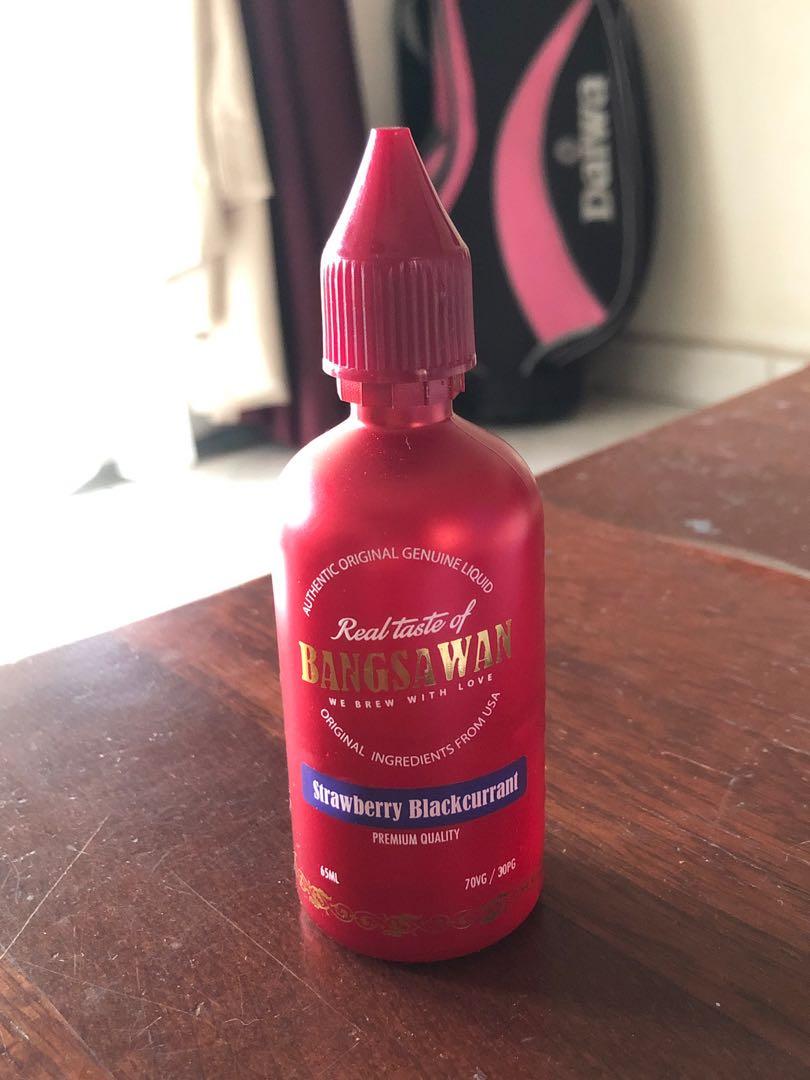 Daiwa
AUTHENTIC ORIGINAL GENUINE LIQUID
Real taste of
BANGSAWAN
WE BREW WITH LOVE
ORIGINAL INGREDIENTS FROM USA
Strawberry Blackcurrant
PREMIUM QUALITY
65ML
70VG / 30PG